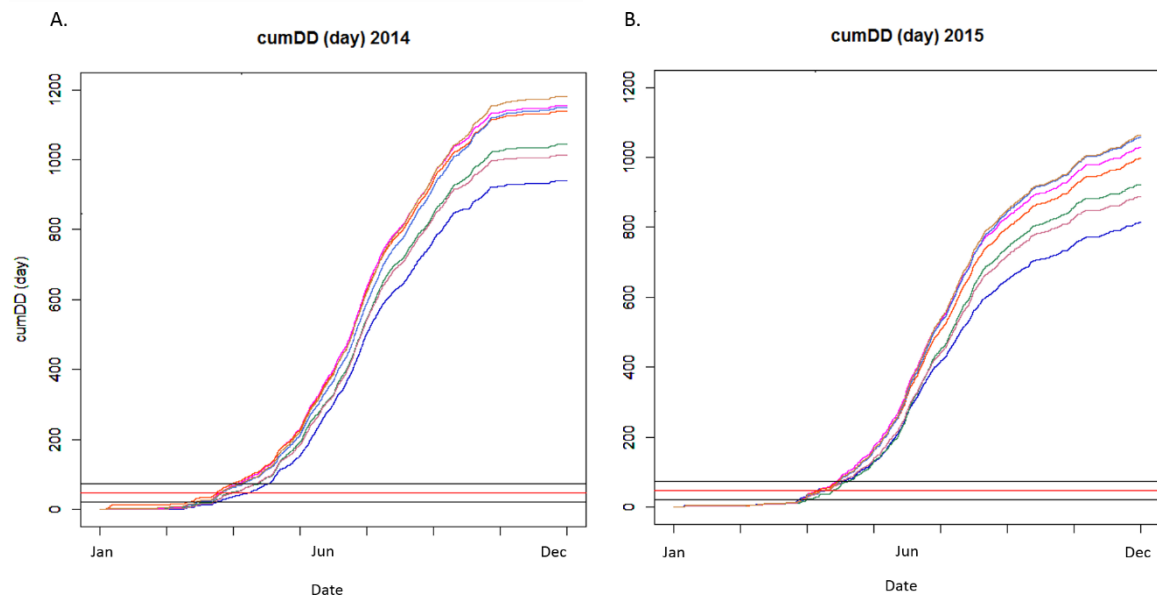 A.
cumDD (day) 2014
cumDD (day)
1200
1000
800
600
400
200
0
Jan
Jun
Dec
Date
B.
cumDD (day) 2015
1200
1000
800
600
400
200
0
Jan
Jun
Dec
Date